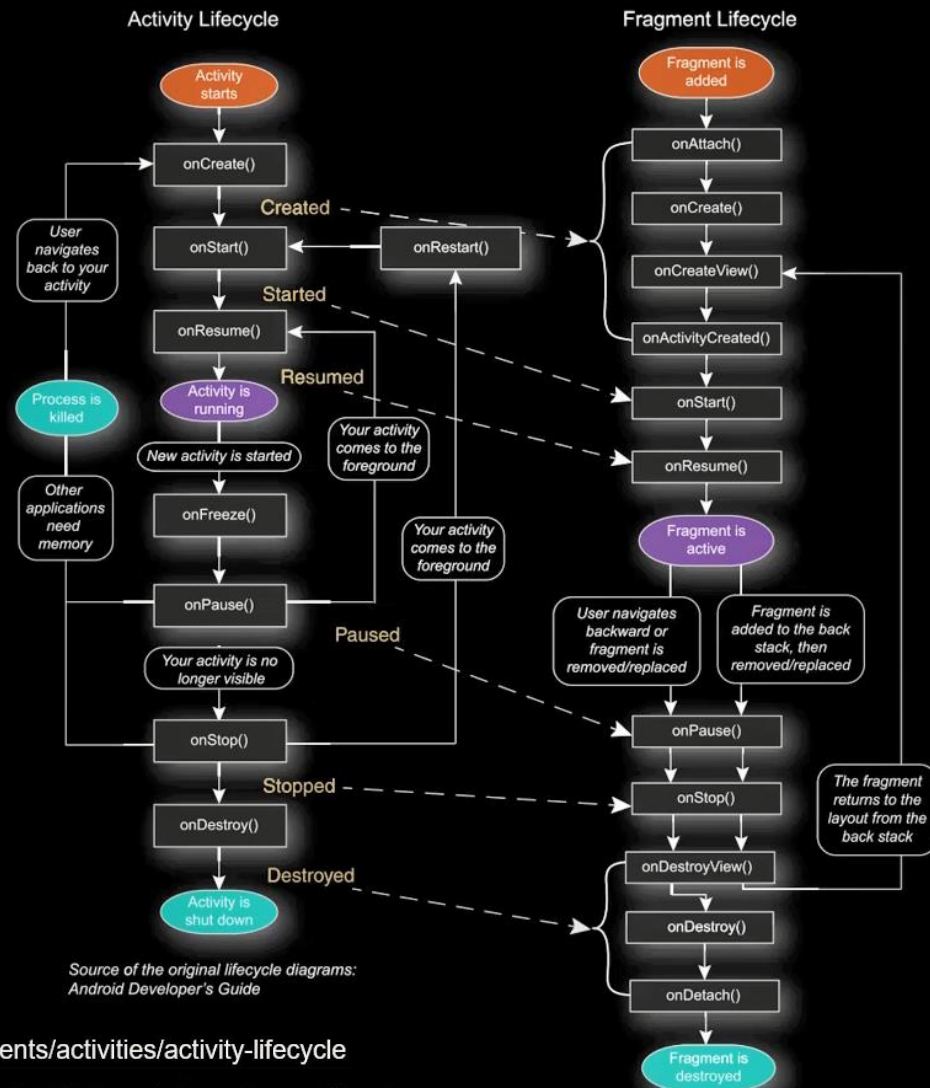 Activity Lifecycle
Activity
starts
onCreate()
Created
User
navigates
back to your
activity
onStart()
onRestart()
Started
onResume()
Resumed
Process is
killed
Activity is
running
Your activity
comes to the
foreground
New activity is started
Other
applications
need
memory
onFreeze()
Your activity
comes to the
foreground
onPause()
Paused
Your activity is no
longer visible
onStop()
Stopped
onDestroy()
Destroyed
Activity is
shut down
Source of the original lifecycle diagrams:
Android Developer's Guide
ents/activities/activity-lifecycle
Fragment Lifecycle
Fragment is
added
onAttach()
onCreate()
onCreateView()
onActivityCreated()
onStart()
onResume()
Fragment is
active
User navigates
backward or
fragment is
removed/replaced
Fragment is
added to the back
stack, then
removed/replaced
onPause()
onStop()
The fragment
returns to the
layout from the
back stack
onDestroyView()
onDestroy()
onDetach()
Fragment is
destroyed